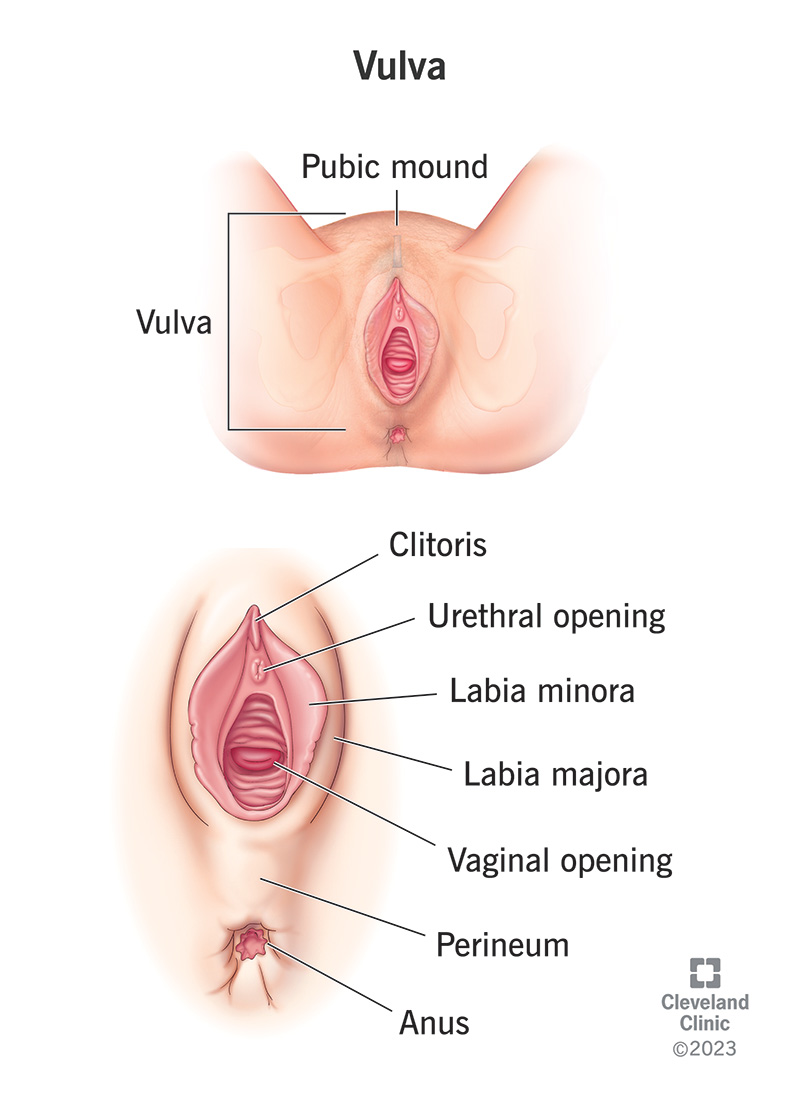 Vulva
Pubic mound
Vulva
Clitoris
Urethral opening
Labia minora
Labia majora
Vaginal opening
Perineum
Anus
Cleveland
Clinic
©2023